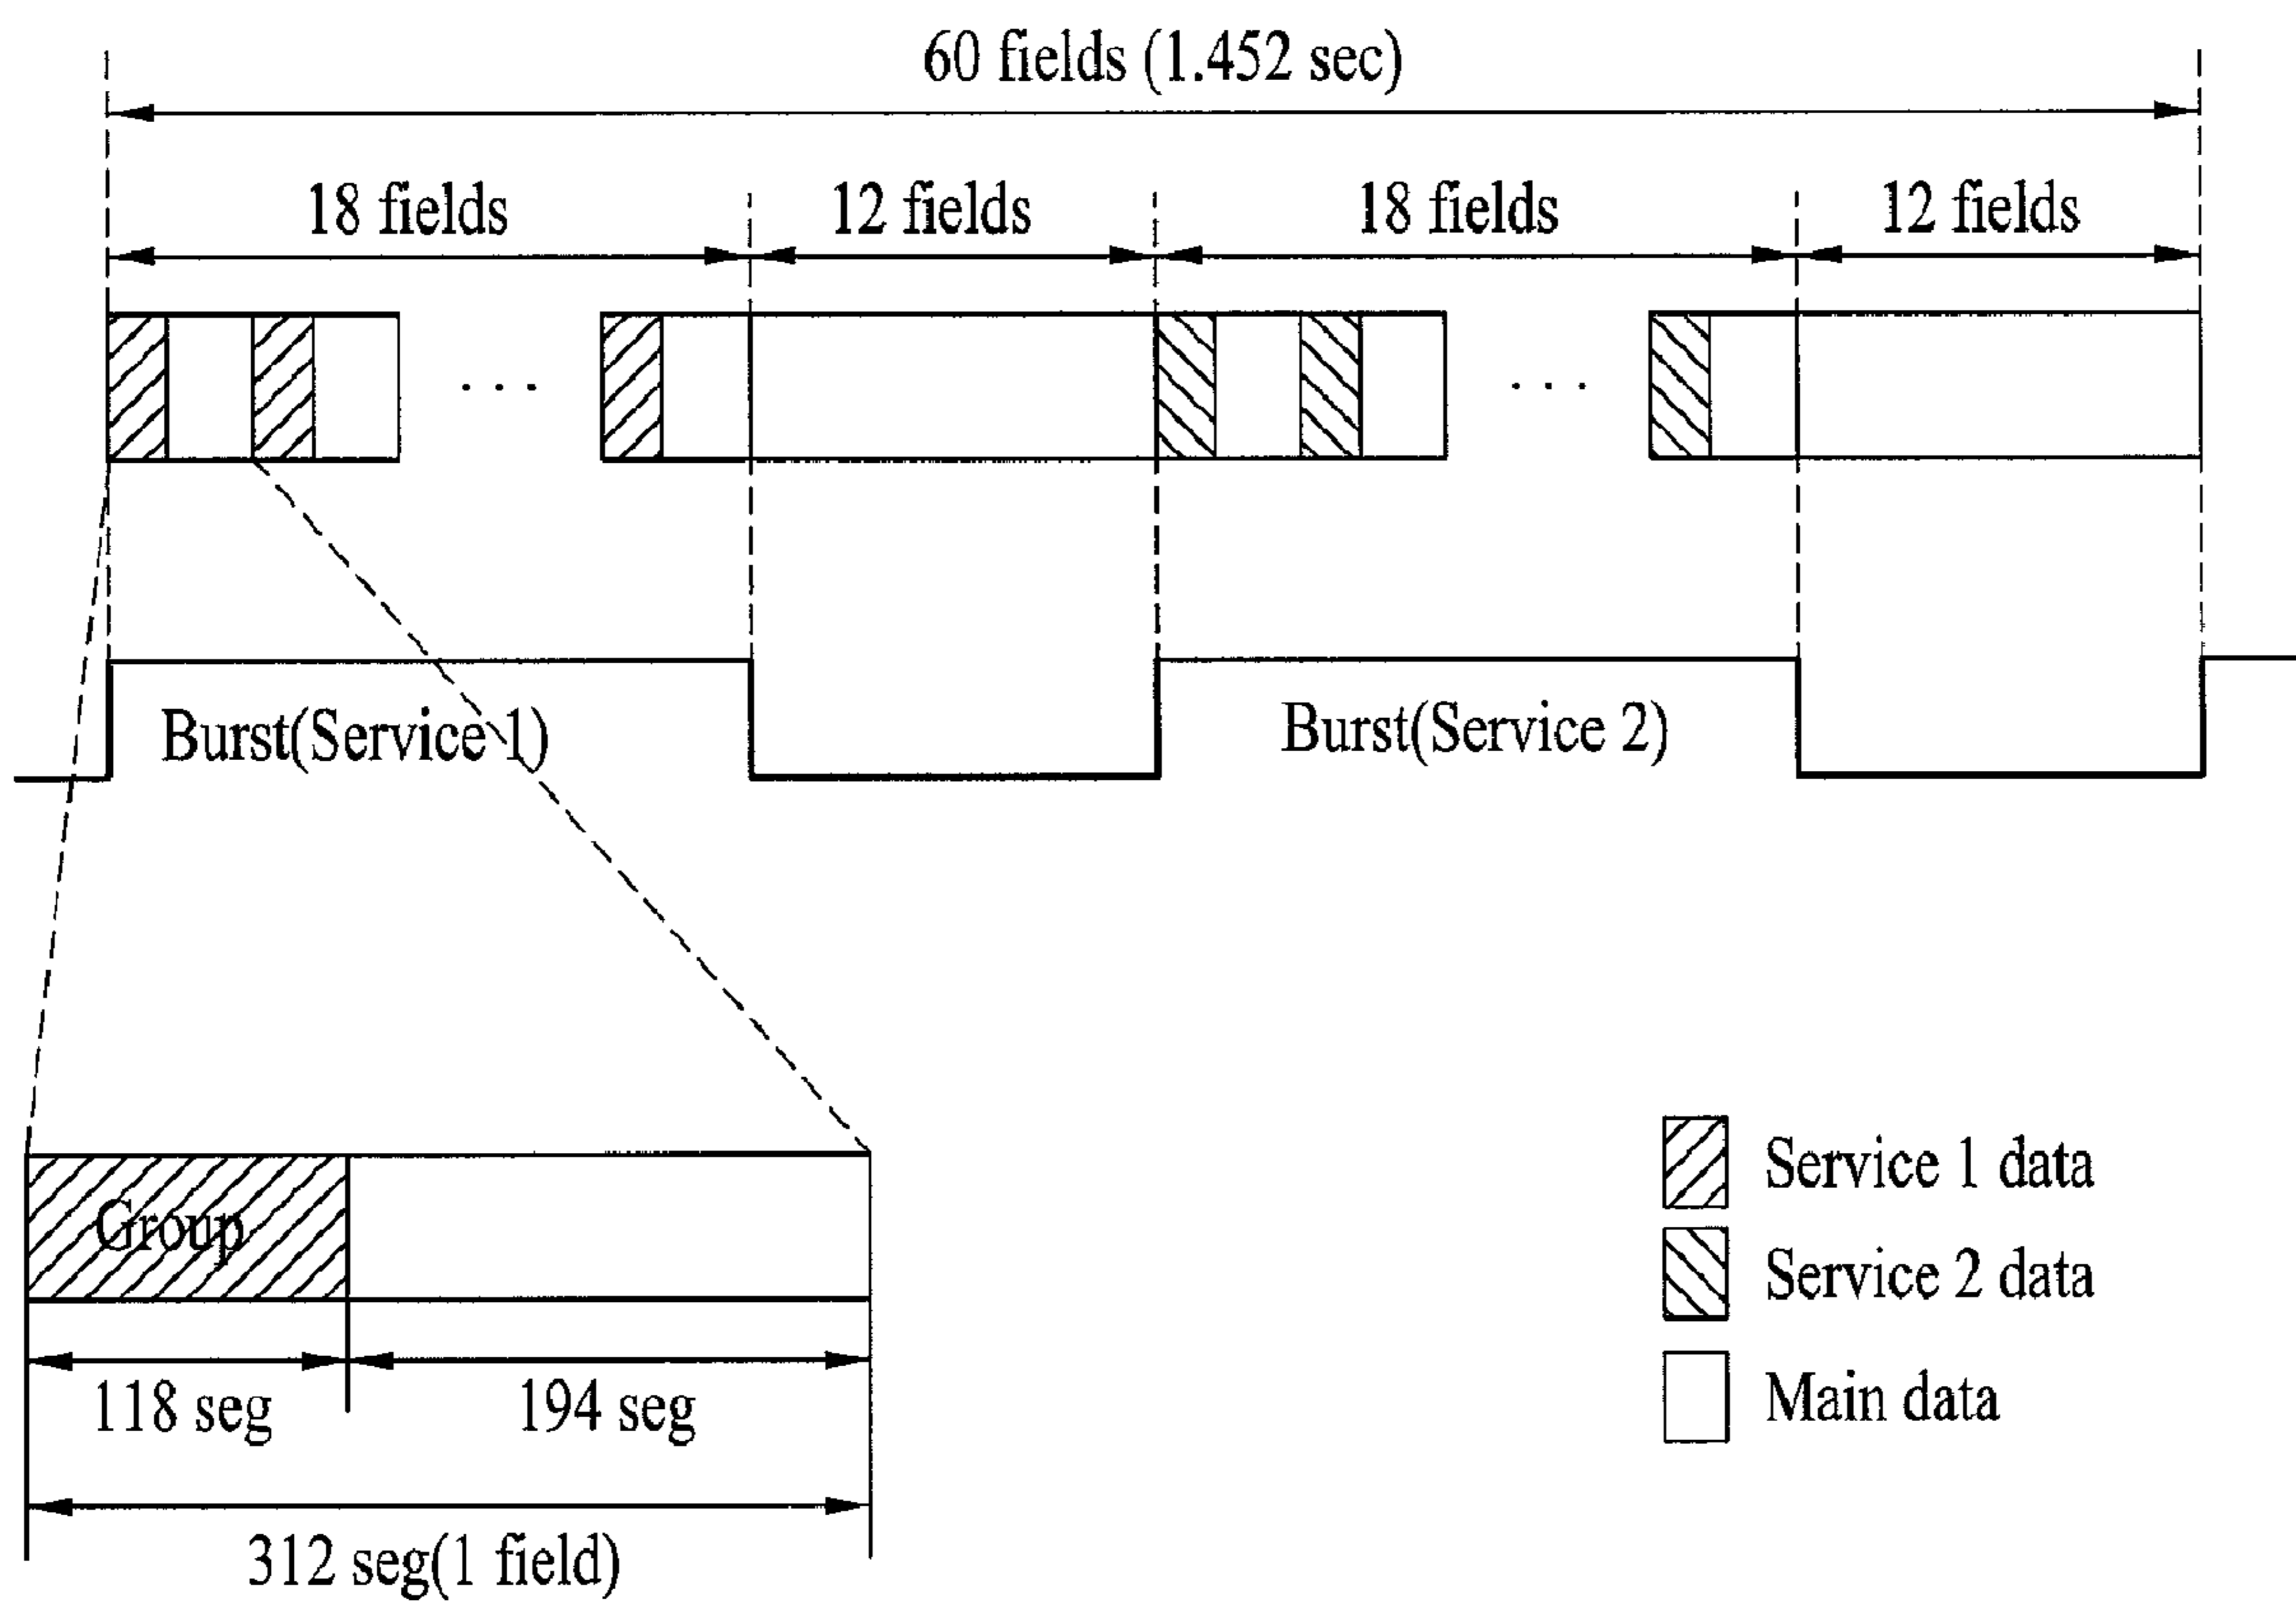 60 fields (1.452 sec)
18 fields
12 fields
18 fields
12 fields
. . .
. . .
Burst(Service 1)
Burst(Service 2)
Group
118 seg
194 seg
312 seg(1 field)
Service 1 data
Service 2 data
Main data